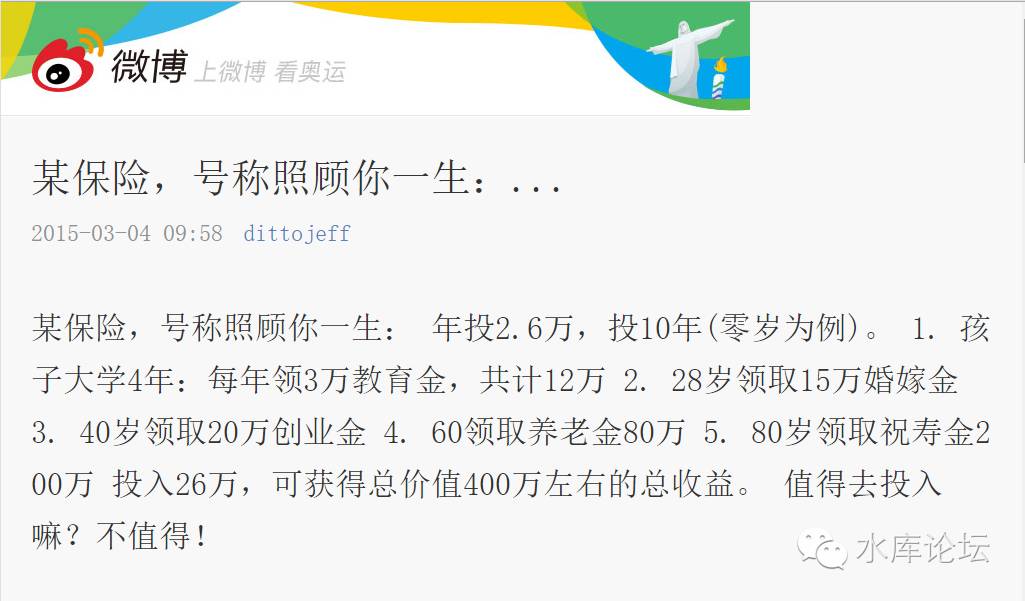 微博 上微博 看奥运
某保险，号称照顾你一生：...
2015-03-04 09:58 dittojeff
某保险，号称照顾你一生： 年投2.6万，投10年(零岁为例)。 1. 孩
子大学4年：每年领3万教育金，共计12万 2. 28岁领取15万婚嫁金
3. 40岁领取20万创业金 4. 60领取养老金80万 5. 80岁领取祝寿金2
00万 投入26万，可获得总价值400万左右的总收益。 值得去投入
嘛？不值得！
水库论坛